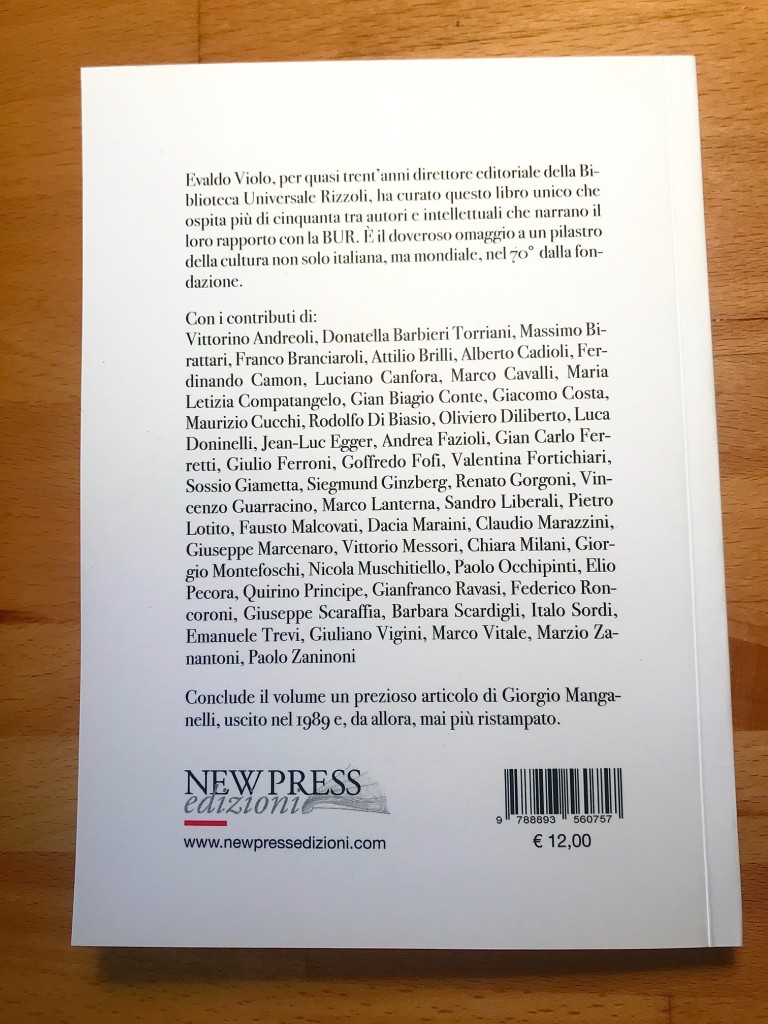 Evaldo Violo, per quasi trent'anni direttore editoriale della Bi-
blioteca Universale Rizzoli, ha curato questo libro unico che
ospita più di cinquanta tra autori e intellettuali che narrano il
loro rapporto con la BUR. È il doveroso omaggio a un pilastro
della cultura non solo italiana, ma mondiale, nel 70° dalla fon-
dazione.
Con i contributi di:
Vittorino Andreoli, Donatella Barbieri Torriani, Massimo Bi-
rattari, Franco Branciaroli, Attilio Brilli, Alberto Cadioli, Fer-
dinando Camon, Luciano Canfora, Marco Cavalli, Maria
Letizia Compatangelo, Gian Biagio Conte, Giacomo Costa,
Maurizio Cucchi, Rodolfo Di Biasio, Oliviero Diliberto, Luca
Doninelli, Jean-Luc Egger, Andrea Fazioli, Gian Carlo Fer-
retti, Giulio Ferroni, Goffredo Fofi, Valentina Fortichiari,
Sossio Giametta, Siegmund Ginzberg, Renato Gorgoni, Vin-
cenzo Guarracino, Marco Lanterna, Sandro Liberali, Pietro
Lotito, Fausto Malcovati, Dacia Maraini, Claudio Marazzini,
Giuseppe Marcenaro, Vittorio Messori, Chiara Milani, Gior-
gio Montefoschi, Nicola Muschitiello, Paolo Occhipinti, Elio
Pecora, Quirino Principe, Gianfranco Ravasi, Federico Ron-
coroni, Giuseppe Scaraffia, Barbara Scardigli, Italo Sordi,
Emanuele Trevi, Giuliano Vigini, Marco Vitale, Marzio Za-
nantoni, Paolo Zaninoni
Conclude il volume un prezioso articolo di Giorgio Manga-
nelli, uscito nel 1989 e, da allora, mai più ristampato.
NEW PRESS
edizioni
www.newpressedizioni.com
9 788893 560757
€ 12,00